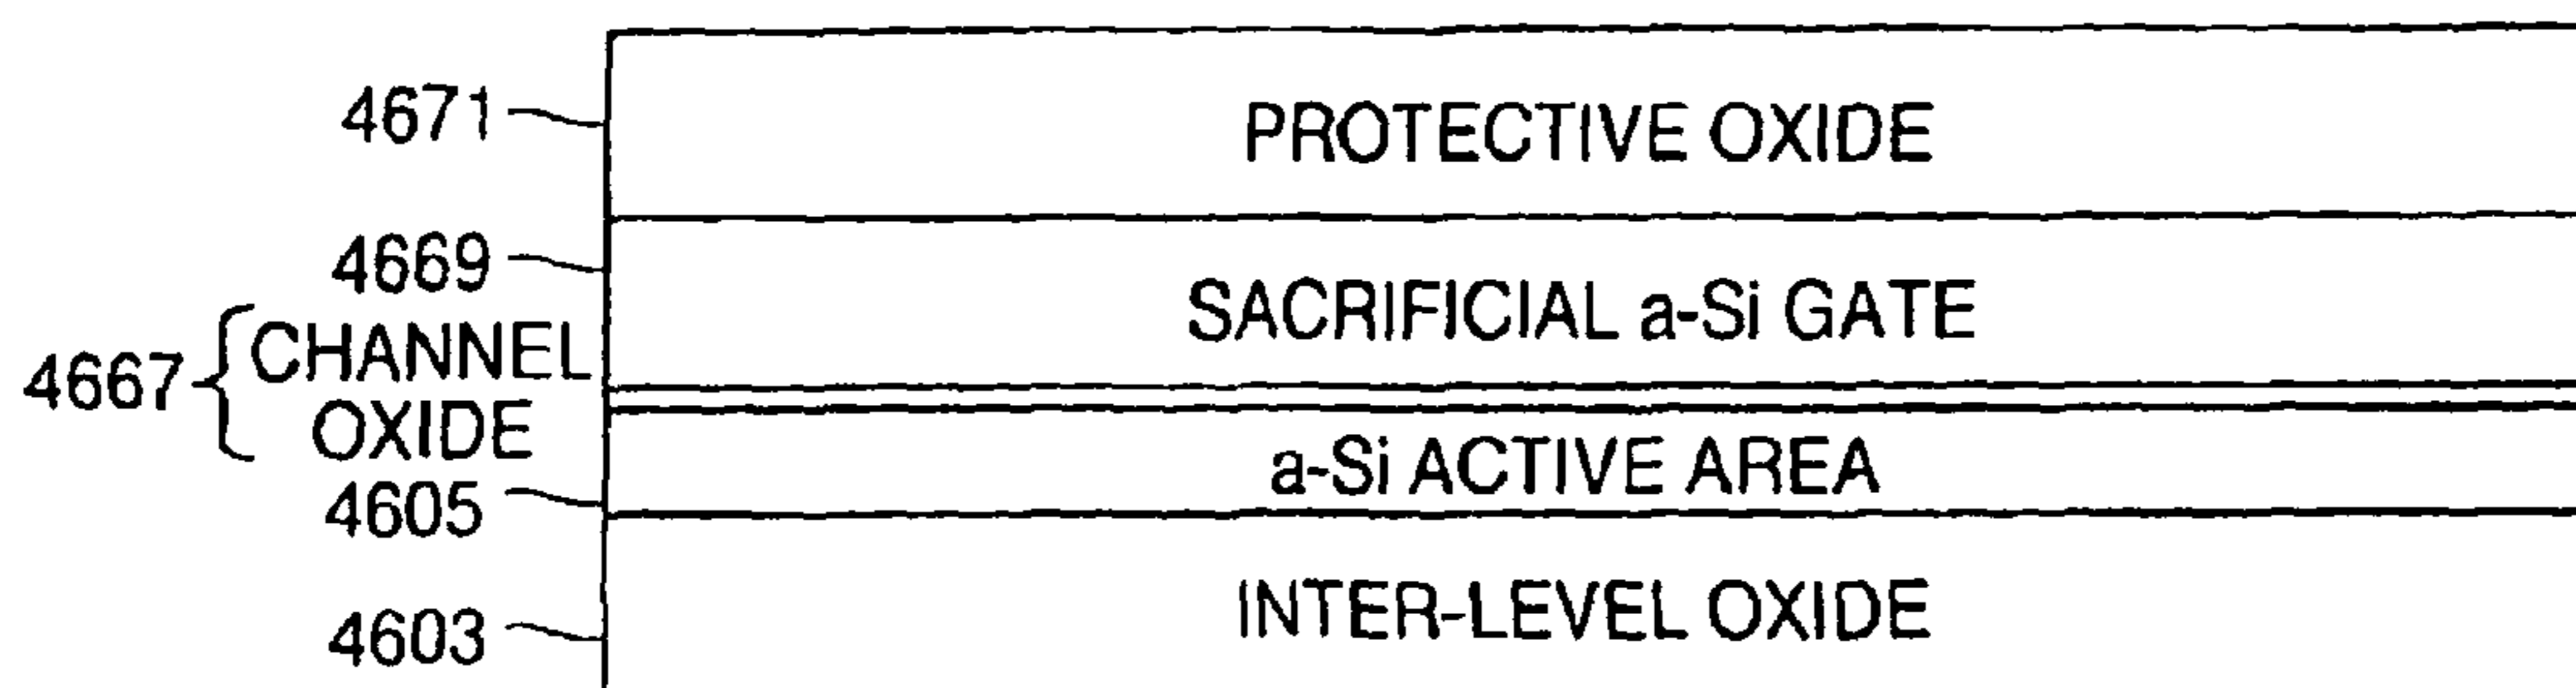 4671
PROTECTIVE OXIDE
4669
SACRIFICIAL a-Si GATE
4667
CHANNEL
OXIDE
a-Si ACTIVE AREA
4605
INTER-LEVEL OXIDE
4603